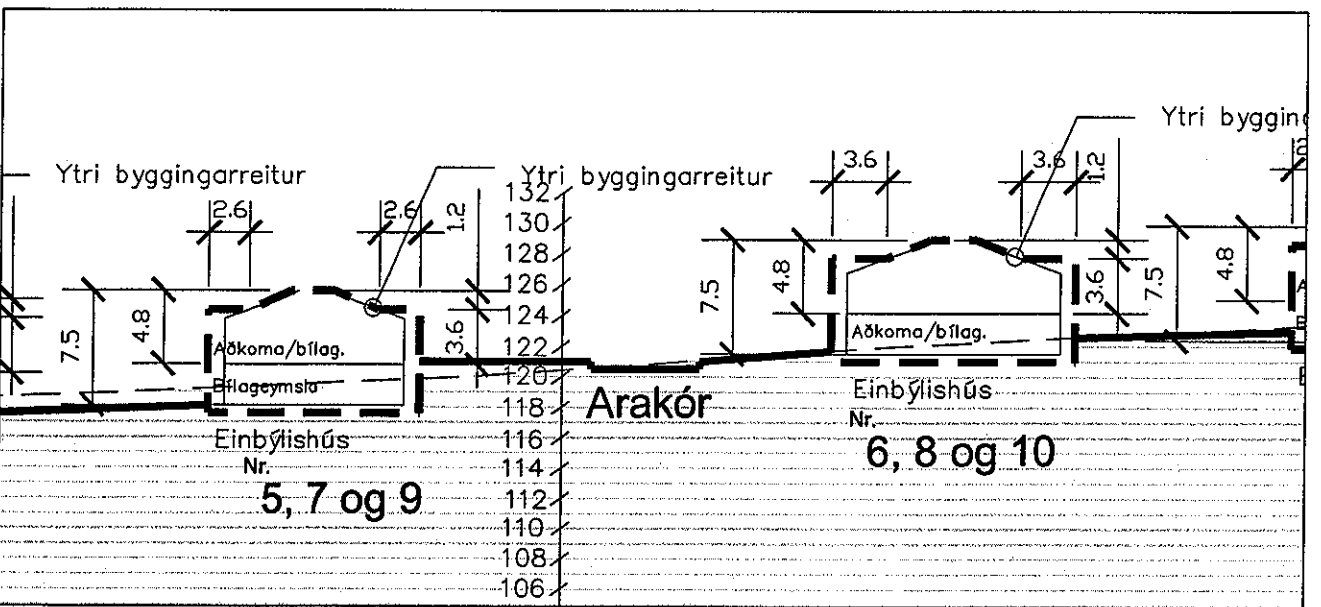 Ytri byggin
Ytri byggingarreitur
Ytri byggingarreitur
3.6
3.6
1.2
2.6
2.6
1.2
132
130
128
126
124
122
120
118
116
114
112
110
108
106
7.5
4.8
3.6
7.5
4.8
3.6
7.5
4.8
Aðkoma/bílag.
Bílageymsla
Aðkoma/bílag.
Arakór
Einbýlishús
Nr.
5, 7 og 9
Einbýlishús
Nr.
6, 8 og 10